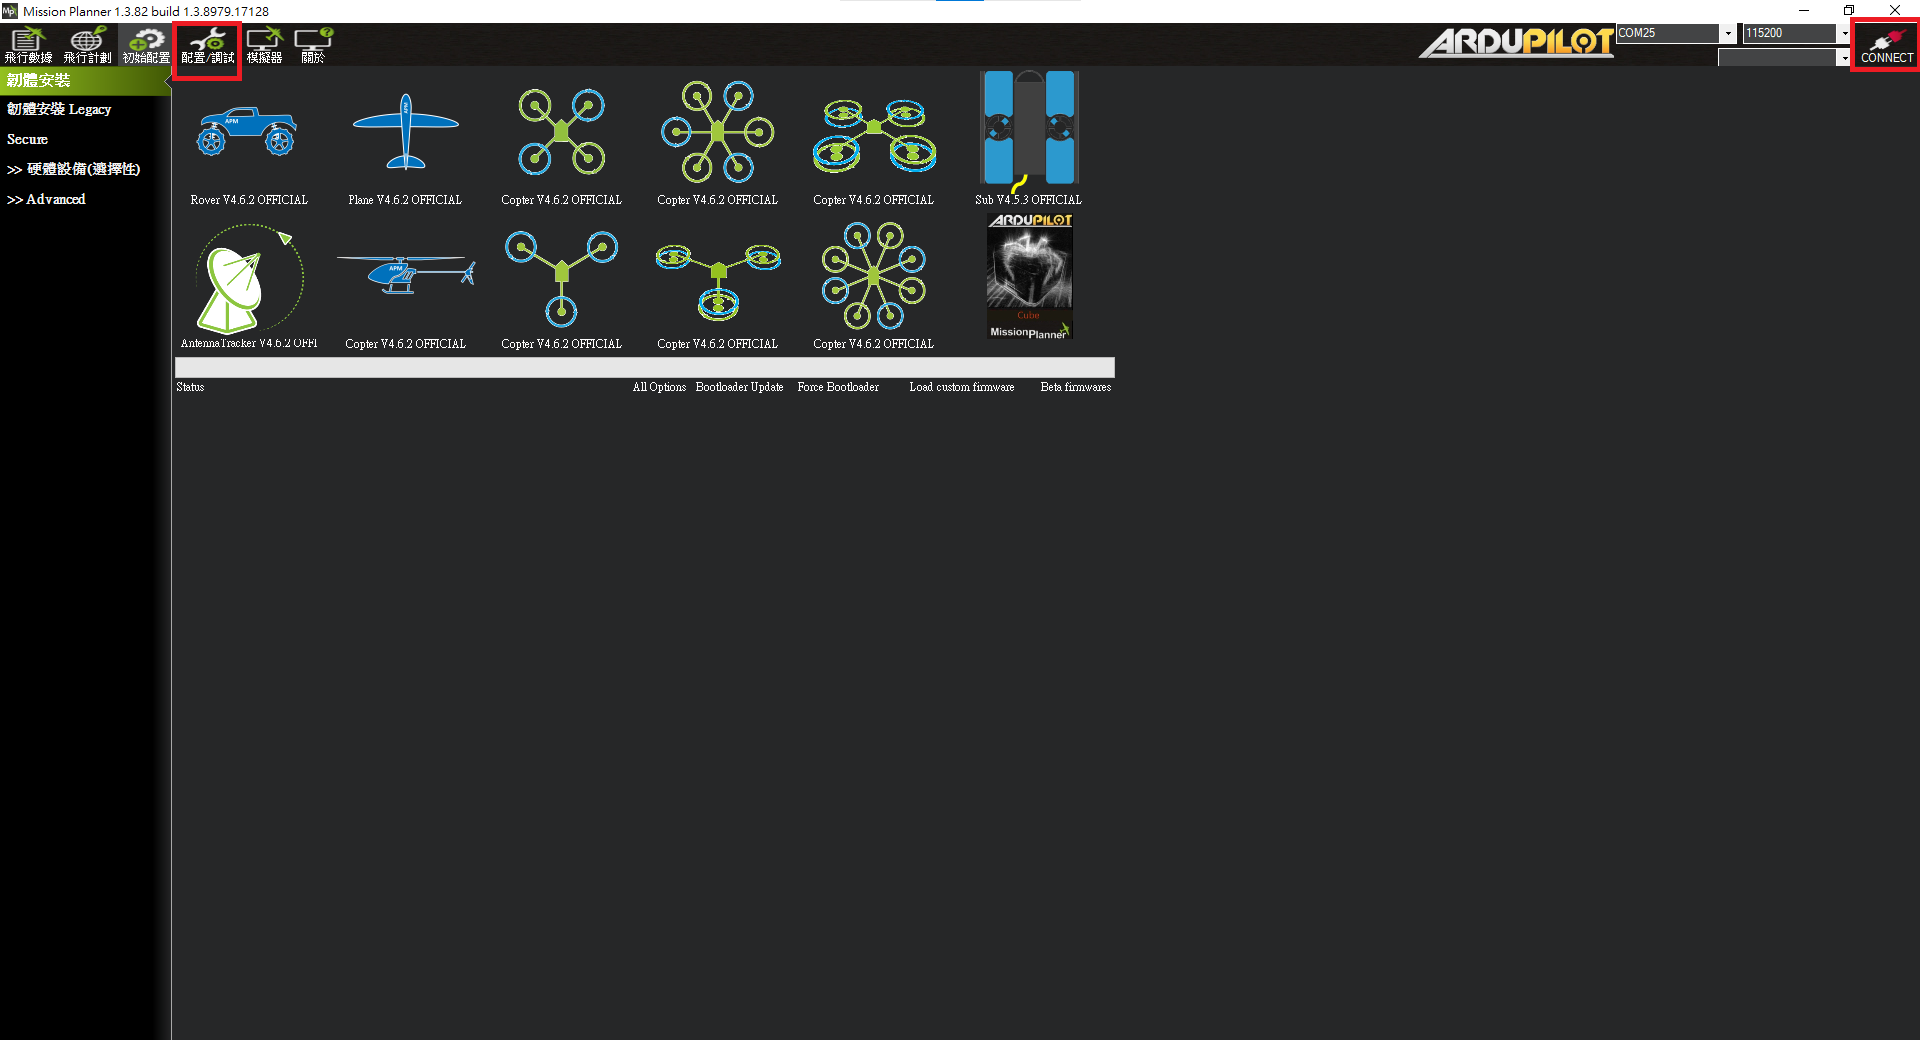 Mission Planner 1.3.82 build 1.3.8979.17128
飛行數據 飛行計劃 初始配置 配置/調試 模擬器 關於
ARDUPILOT
COM25
115200
CONNECT
韌體安裝
韌體安裝 Legacy
Secure
>> 硬體設備(選擇性)
>> Advanced
APM
Rover V4.6.2 OFFICIAL
Plane V4.6.2 OFFICIAL
Copter V4.6.2 OFFICIAL
Copter V4.6.2 OFFICIAL
Copter V4.6.2 OFFICIAL
Sub V4.5.3 OFFICIAL
APM
ARDUPILOT
Cube
MissionPlanner
AntennaTracker V4.6.2 OFFI
Copter V4.6.2 OFFICIAL
Copter V4.6.2 OFFICIAL
Copter V4.6.2 OFFICIAL
Copter V4.6.2 OFFICIAL
Status
All Options
Bootloader Update
Force Bootloader
Load custom firmware
Beta firmwares